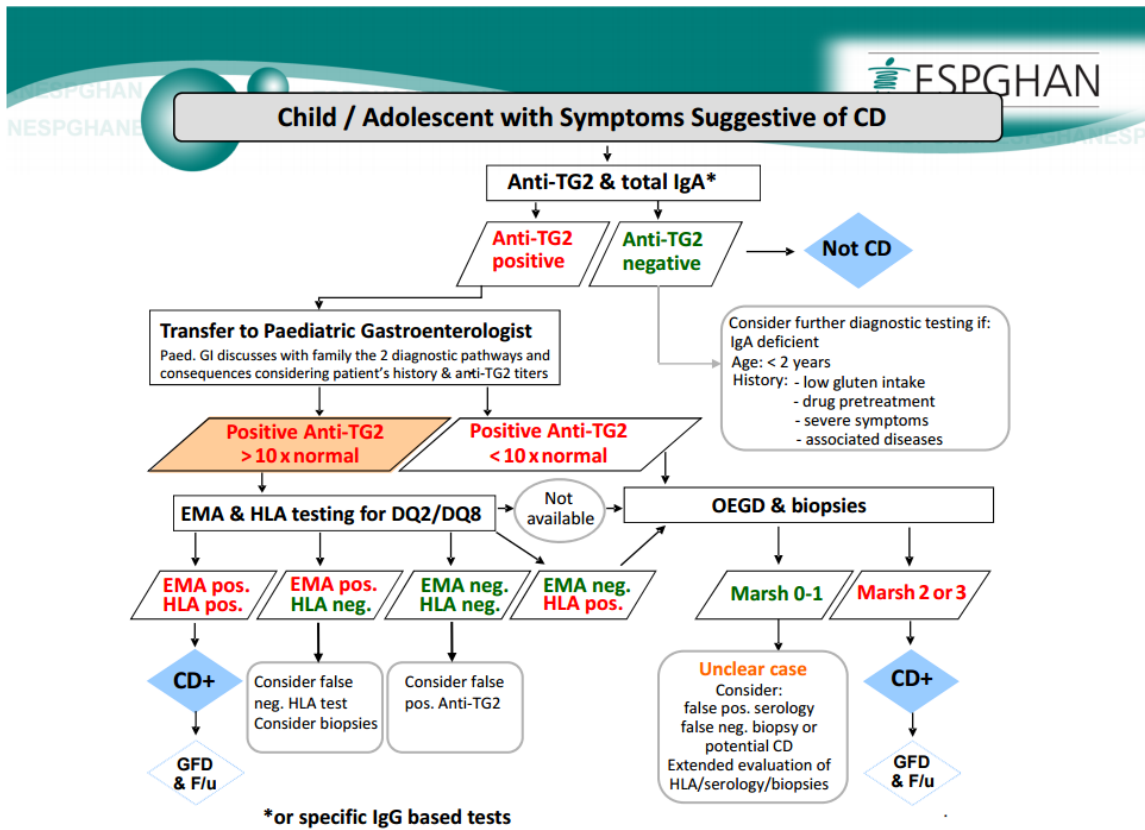 ESPGHAN
Child / Adolescent with Symptoms Suggestive of CD
Anti-TG2 & total IgA*
Anti-TG2
positive
Anti-TG2
negative
Not CD
Transfer to Paediatric Gastroenterologist
Paed. GI discusses with family the 2 diagnostic pathways and
consequences considering patient's history & anti-TG2 titers
Consider further diagnostic testing if:
IgA deficient
Age: < 2 years
History: - low gluten intake
- drug pretreatment
- severe symptoms
- associated diseases
Positive Anti-TG2
> 10 x normal
Positive Anti-TG2
< 10 x normal
EMA & HLA testing for DQ2/DQ8
Not
available
OEGD & biopsies
EMA pos.
HLA pos.
EMA pos.
HLA neg.
EMA neg.
HLA neg.
EMA neg.
HLA pos.
Marsh 0-1
Marsh 2 or 3
CD+
Consider false
neg. HLA test
Consider biopsies
Consider false
pos. Anti-TG2
Unclear case
Consider:
false pos. serology
false neg. biopsy or
potential CD
Extended evaluation of
HLA/serology/biopsies
CD+
GFD
& F/u
GFD
& F/u
*or specific IgG based tests